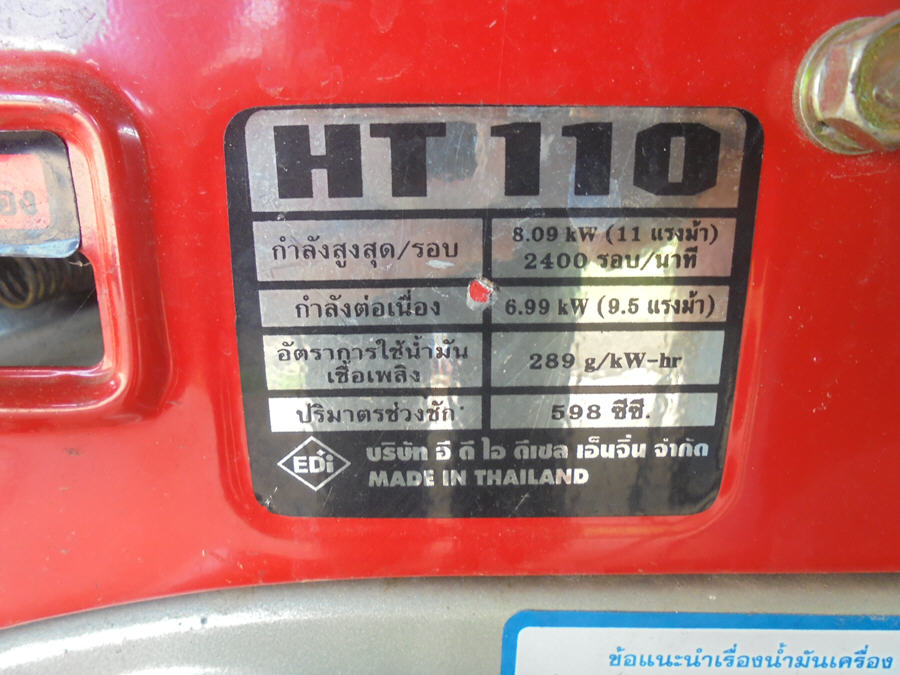 HT 110
กำลังสูงสุด/รอบ
8.09 kW (11 แรงม้า)
2400 รอบ/นาที
กำลังต่อเนื่อง
6.99 kW (9.5 แรงม้า)
อัตราการใช้น้ำมัน
เชื้อเพลิง
289 g/kW-hr
ปริมาตรช่วงชัก
598 ซีซี.
EDi
บริษัท อี ดี ไอ ดีเซล เอ็นจิ่น จำกัด
MADE IN THAILAND
ข้อแนะนำเรื่องน้ำมันเครื่อง